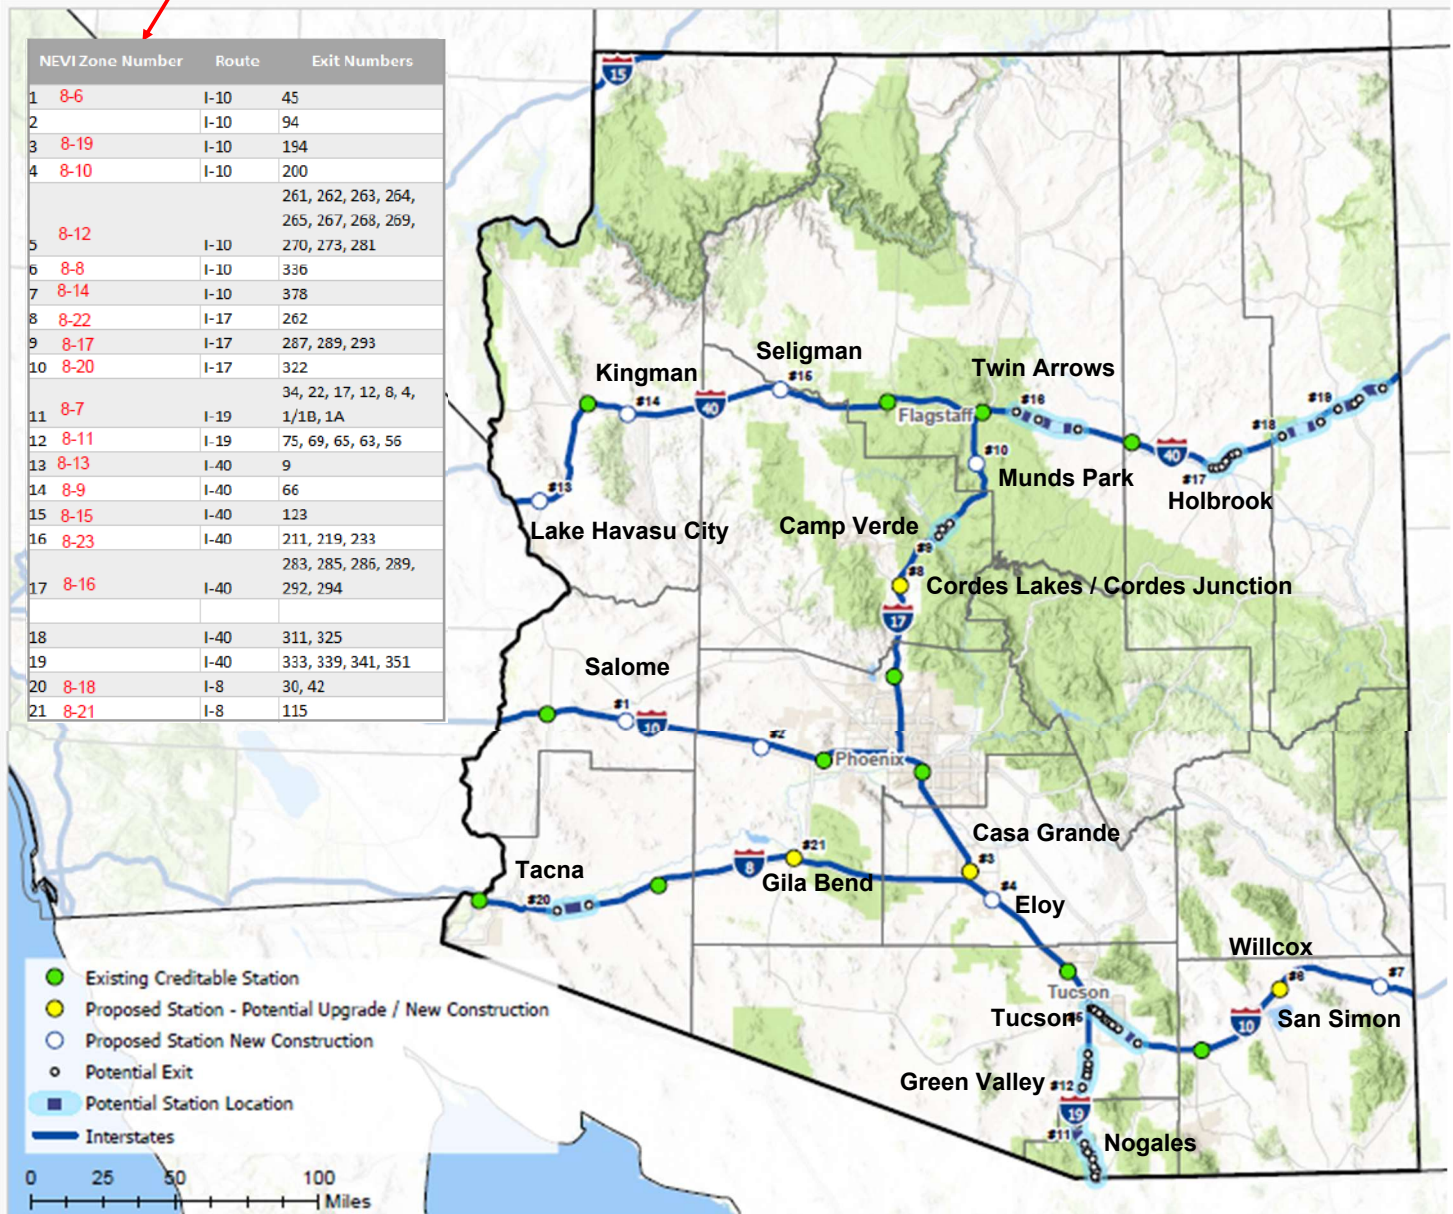 NEVI Zone Number Route Exit Numbers
1 8-6 I-10 45
2 I-10 94
3 8-19 I-10 194
4 8-10 I-10 200
261, 262, 263, 264,
265, 267, 268, 269,
5 8-12 I-10 270, 273, 281
6 8-8 I-10 336
7 8-14 I-10 378
8 8-22 I-17 262
9 8-17 I-17 287, 289, 293
10 8-20 I-17 322
34, 22, 17, 12, 8, 4,
11 8-7 I-19 1/1B, 1A
12 8-11 I-19 75, 69, 65, 63, 56
13 8-13 I-40 9
14 8-9 I-40 66
15 8-15 I-40 123
16 8-23 I-40 211, 219, 233
283, 285, 286, 289,
17 8-16 I-40 292, 294
18 I-40 311, 325
19 I-40 333, 339, 341, 351
20 8-18 I-8 30, 42
21 8-21 I-8 115
15
Seligman
#15
Kingman
#14
40
Twin Arrows
#16
Flagstaff
#19
#18
40
#17
Holbrook
#10
Munds Park
#13
Lake Havasu City
Camp Verde
#9
#8
Cordes Lakes / Cordes Junction
17
Salome
#1
10
#2
Phoenix
Casa Grande
#3
#4
Eloy
Tacna
#20
8
#21
Gila Bend
Willcox
#6
#7
San Simon
10
Tucson
Tucson
#5
Green Valley
#12
19
#11
Nogales
Existing Creditable Station
Proposed Station - Potential Upgrade / New Construction
Proposed Station New Construction
Potential Exit
Potential Station Location
Interstates
0 25 50 100
Miles